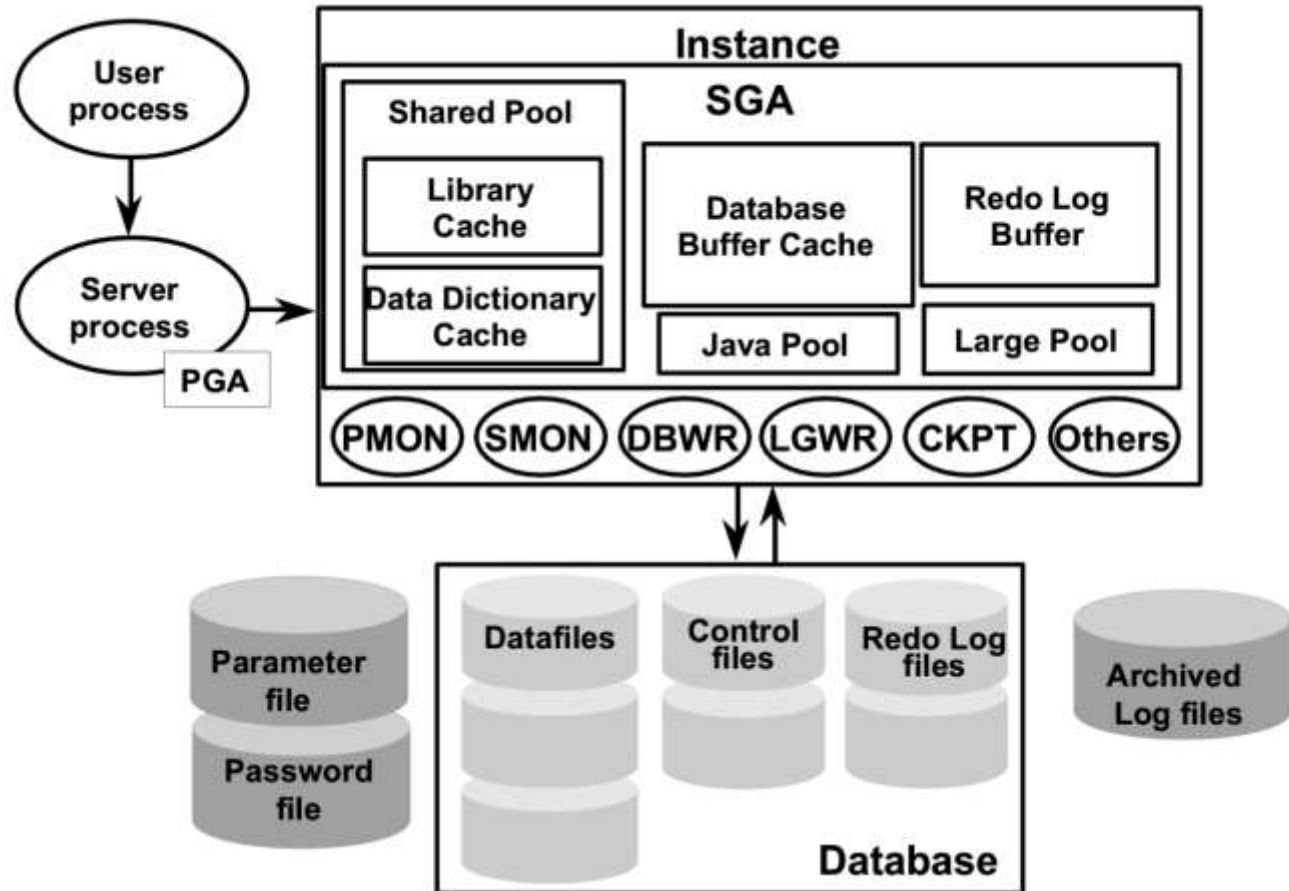 Instance
User
process
SGA
Shared Pool
Library
Cache
Database
Buffer Cache
Redo Log
Buffer
Server
process
PGA
Data Dictionary
Cache
Java Pool
Large Pool
PMON
SMON
DBWR
LGWR
CKPT
Others
Parameter
file
Password
file
Datafiles
Control
files
Redo Log
files
Archived
Log files
Database